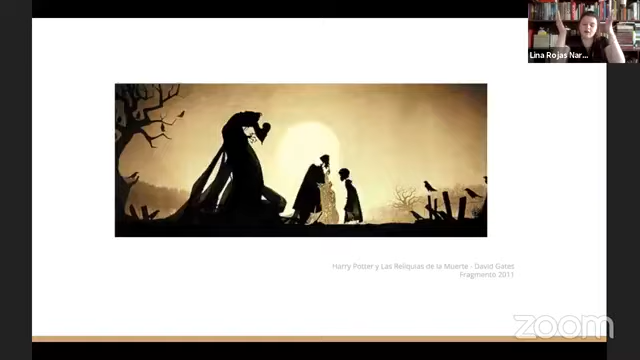 Lina Rojas Nar...
Harry Potter y Las Reliquias de la Muerte - David Gates
Fragmento 2011
zoom